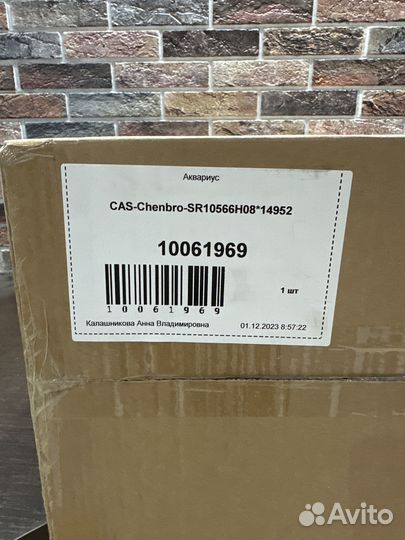 Аквариус
CAS-Chenbro-SR10566H08*14952
10061969
10061969
1 шт
Калашникова Анна Владимировна 01.12.2023 8:57:22
Avito